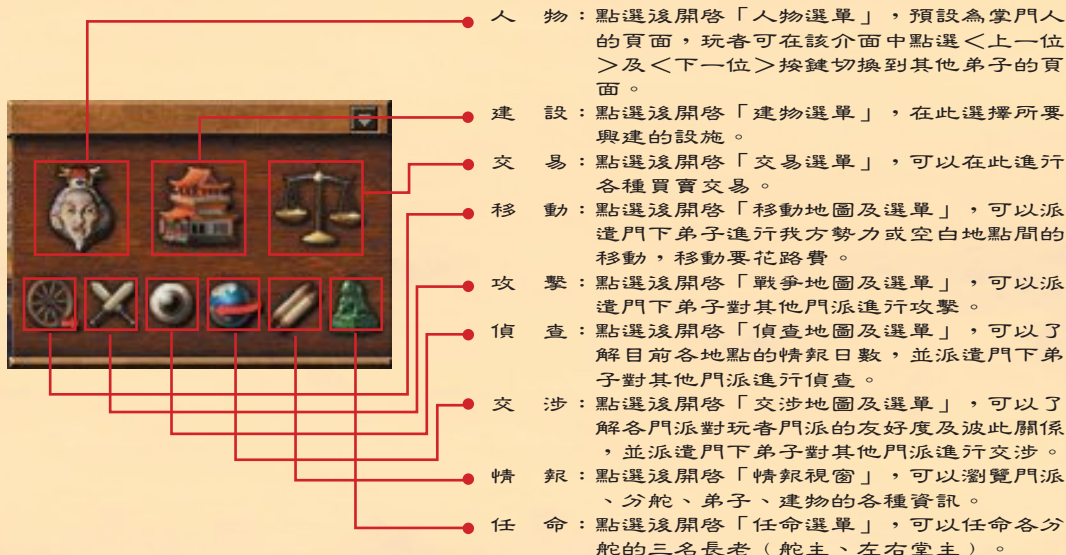 人　物：點選後開啓「人物選單」，預設為掌門人
的頁面，玩者可在該介面中點選＜上一位
＞及＜下一位＞按鍵切換到其他弟子的頁
面。
建　設：點選後開啓「建物選單」，在此選擇所要
興建的設施。
交　易：點選後開啓「交易選單」，可以在此進行
各種買賣交易。
移　動：點選後開啓「移動地圖及選單」，可以派
遣門下弟子進行我方勢力或空白地點間的
移動，移動要花路費。
攻　擊：點選後開啓「戰爭地圖及選單」，可以派
遣門下弟子對其他門派進行攻擊。
偵　查：點選後開啓「偵查地圖及選單」，可以了
解目前各地點的情報日數，並派遣門下弟
子對其他門派進行偵查。
交　涉：點選後開啓「交涉地圖及選單」，可以了
解各門派對玩者門派的友好度及彼此關係
，並派遣門下弟子對其他門派進行交涉。
情　報：點選後開啓「情報視窗」，可以瀏覽門派
、分舵、弟子、建物的各種資訊。
任　命：點選後開啓「任命選單」，可以任命各分
舵的三名長老（舵主、左右堂主）。